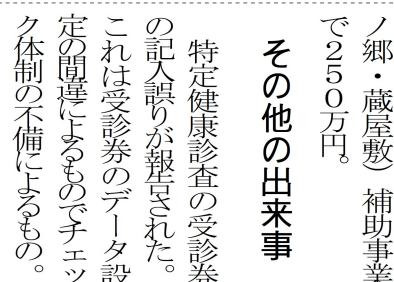 ノ郷・蔵屋敷）補助事業
で２５０万円。
その他の出来事
特定健康診査の受診券
の記入誤りが報告された。
これは受診券のデータ設
定の間違によるものでチェッ
ク体制の不備によるもの。